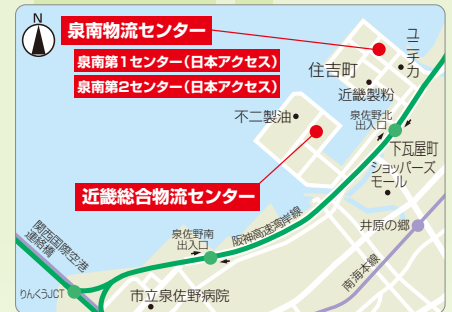 N
泉南物流センター
泉南第1センター(日本アクセス)
泉南第2センター(日本アクセス)
ユニチカ
住吉町
近畿製粉
不二製油
泉佐野北
出入口
下瓦屋町
ショッパーズ
モール
近畿総合物流センター
井原の郷
阪神高速湾岸線
泉佐野南
出入口
南海本線
関西国際空港
連絡橋
りんくうJCT
市立泉佐野病院